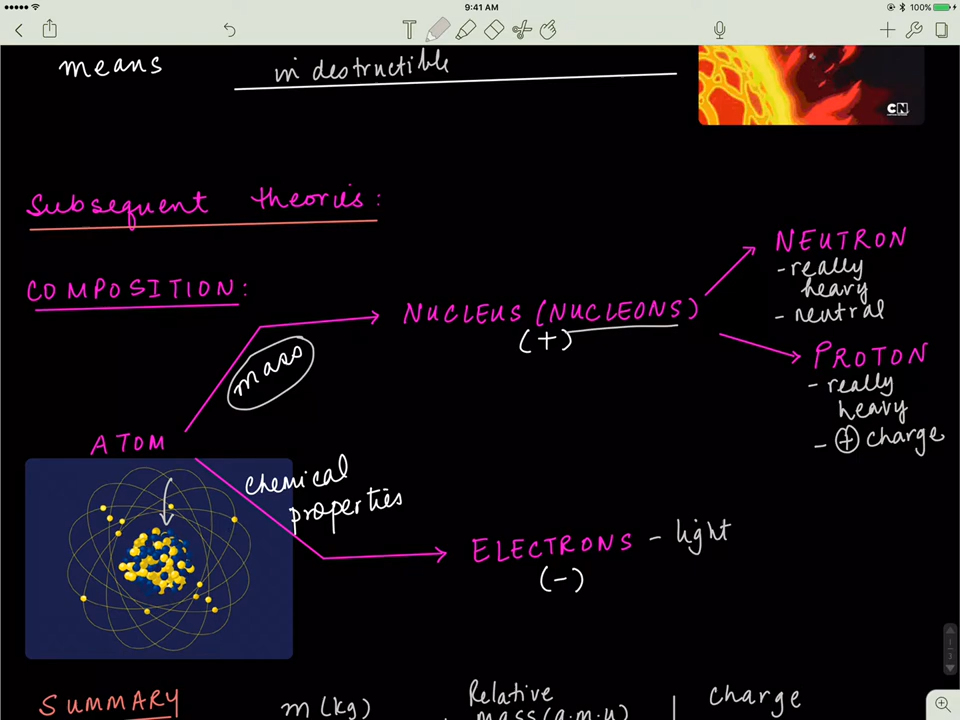 9:41 AM
100%
means indestructible
CN
Subsequent theories:
COMPOSITION:
NUCLEUS (NUCLEONS)
(+)
NEUTRON
- really
heavy
- neutral
PROTON
- really
heavy
- + charge
mass
ATOM
chemical
properties
ELECTRONS - light
(-)
SUMMARY
m(kg)
Relative
mass(a.m.u)
charge